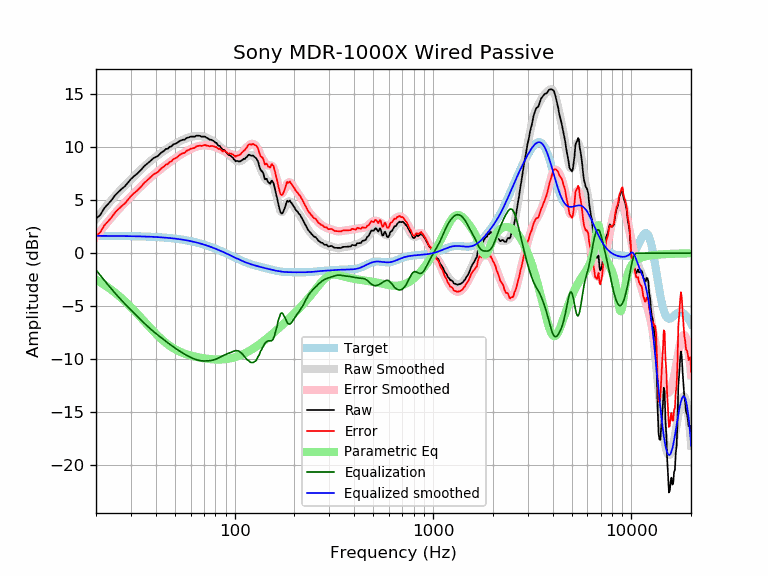 Sony MDR-1000X Wired Passive
Amplitude (dBr)
15
10
5
0
−5
−10
−15
−20
Target
Raw Smoothed
Error Smoothed
Raw
Error
Parametric Eq
Equalization
Equalized smoothed
100 1000 10000
Frequency (Hz)